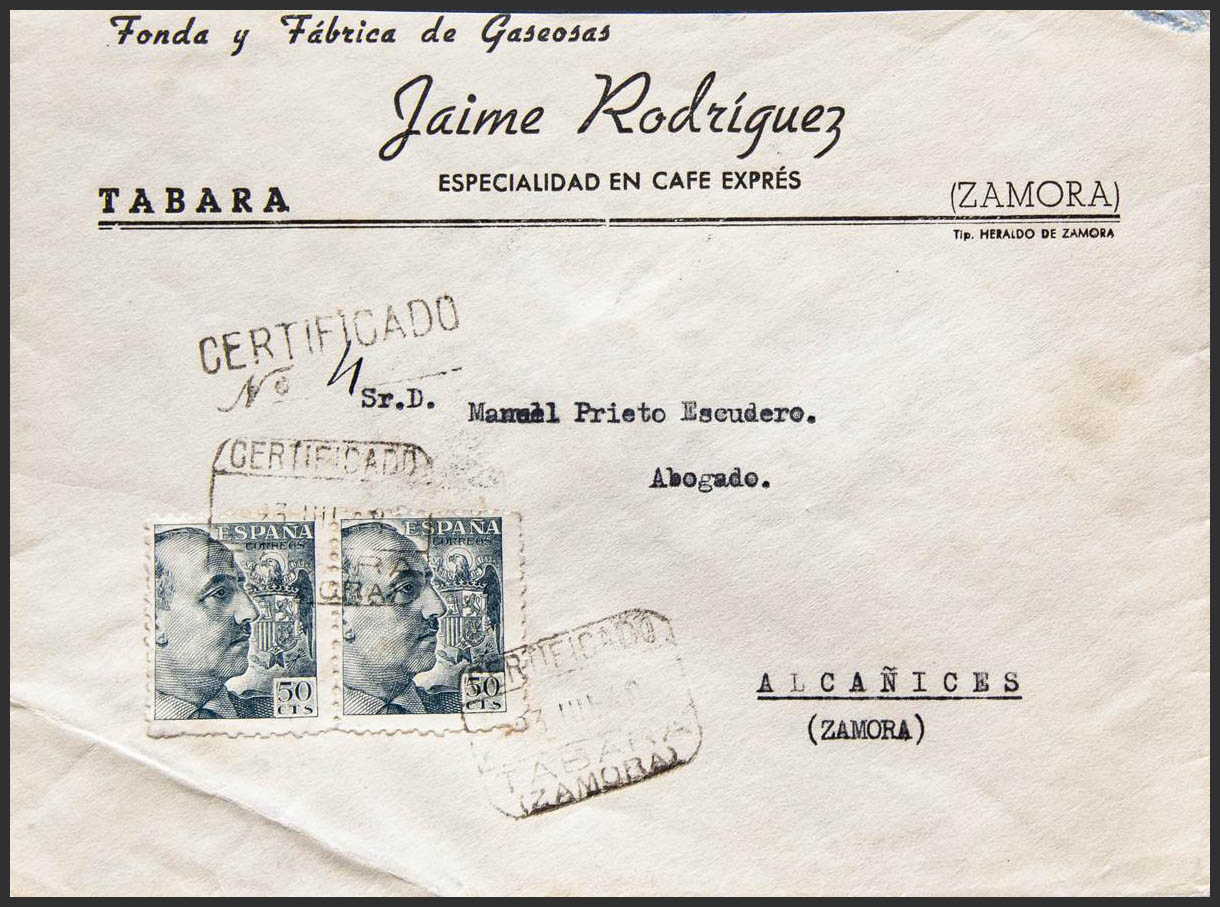 Fonda y Fábrica de Gaseosas
Jaime Rodríguez
ESPECIALIDAD EN CAFE EXPRÉS
TABARA
(ZAMORA)
Tip. HERALDO DE ZAMORA
CERTIFICADO
Nº 4
Sr.D. Manuel Prieto Escudero.
Abogado.
CERTIFICADO
ESPAÑA
CORREOS
50
CTS
ESPAÑA
CORREOS
50
CTS
CERTIFICADO
TABARA
(ZAMORA)
ALCAÑICES
(ZAMORA)